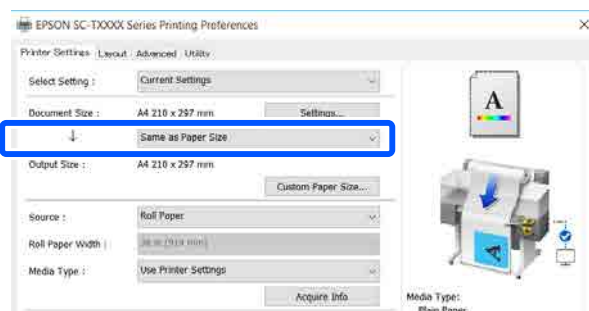 EPSON SC-TXXXX Series Printing Preferences
Printer Settings Layout Advanced Utility
Select Setting : Current Settings
Document Size : A4 210 x 297 mm Settings...
↓ Same as Paper Size
Output Size : A4 210 x 297 mm
Custom Paper Size...
Source : Roll Paper
Roll Paper Width :
Media Type : Use Printer Settings
Acquire Info
A
Media Type:
Plain Paper